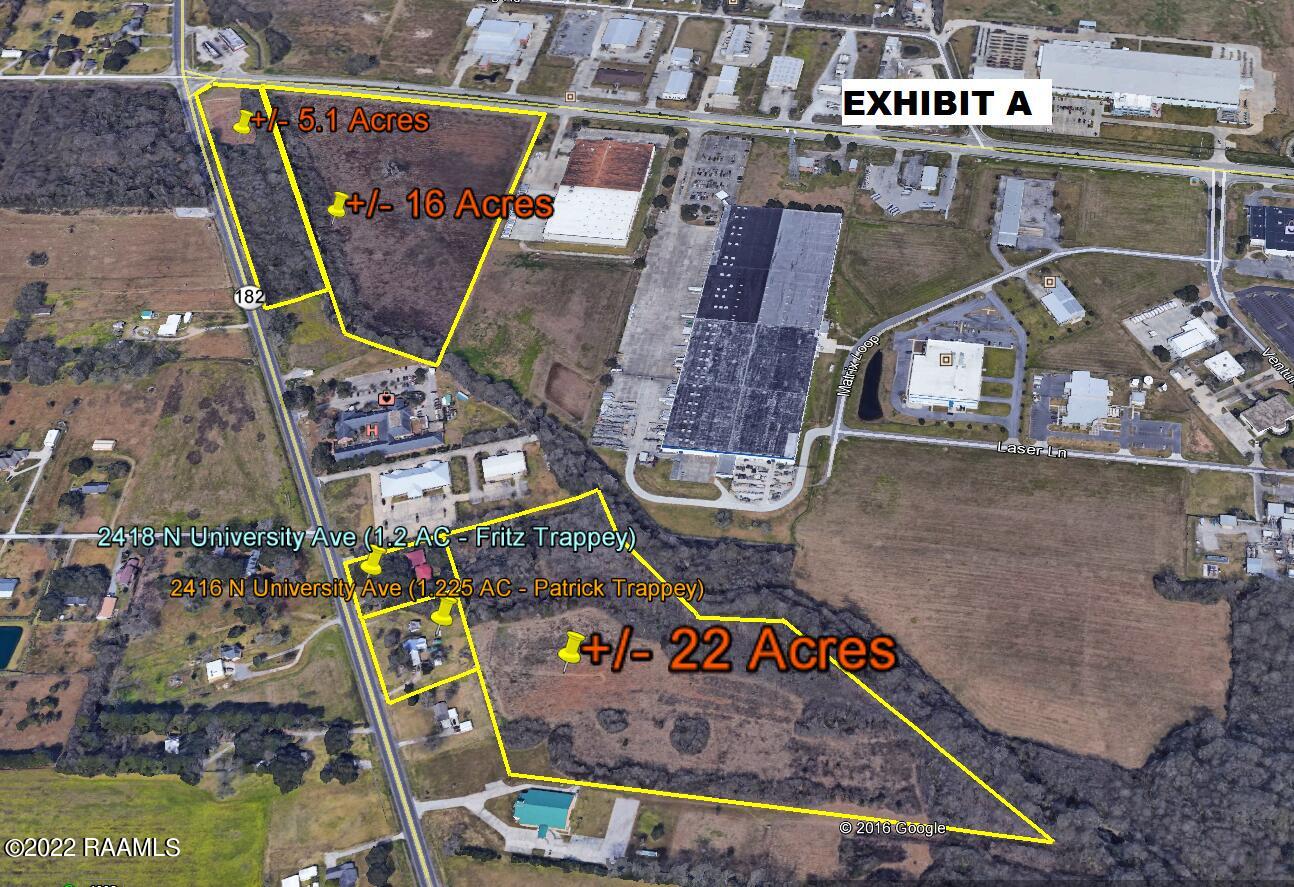 EXHIBIT A
+/- 5.1 Acres
+/- 16 Acres
182
Matrix Loop
Laser Ln
H
2418 N University Ave (1.2 AC - Fritz Trappey)
2416 N University Ave (1.225 AC - Patrick Trappey)
+/- 22 Acres
© 2016 Google
©2022 RAAMLS